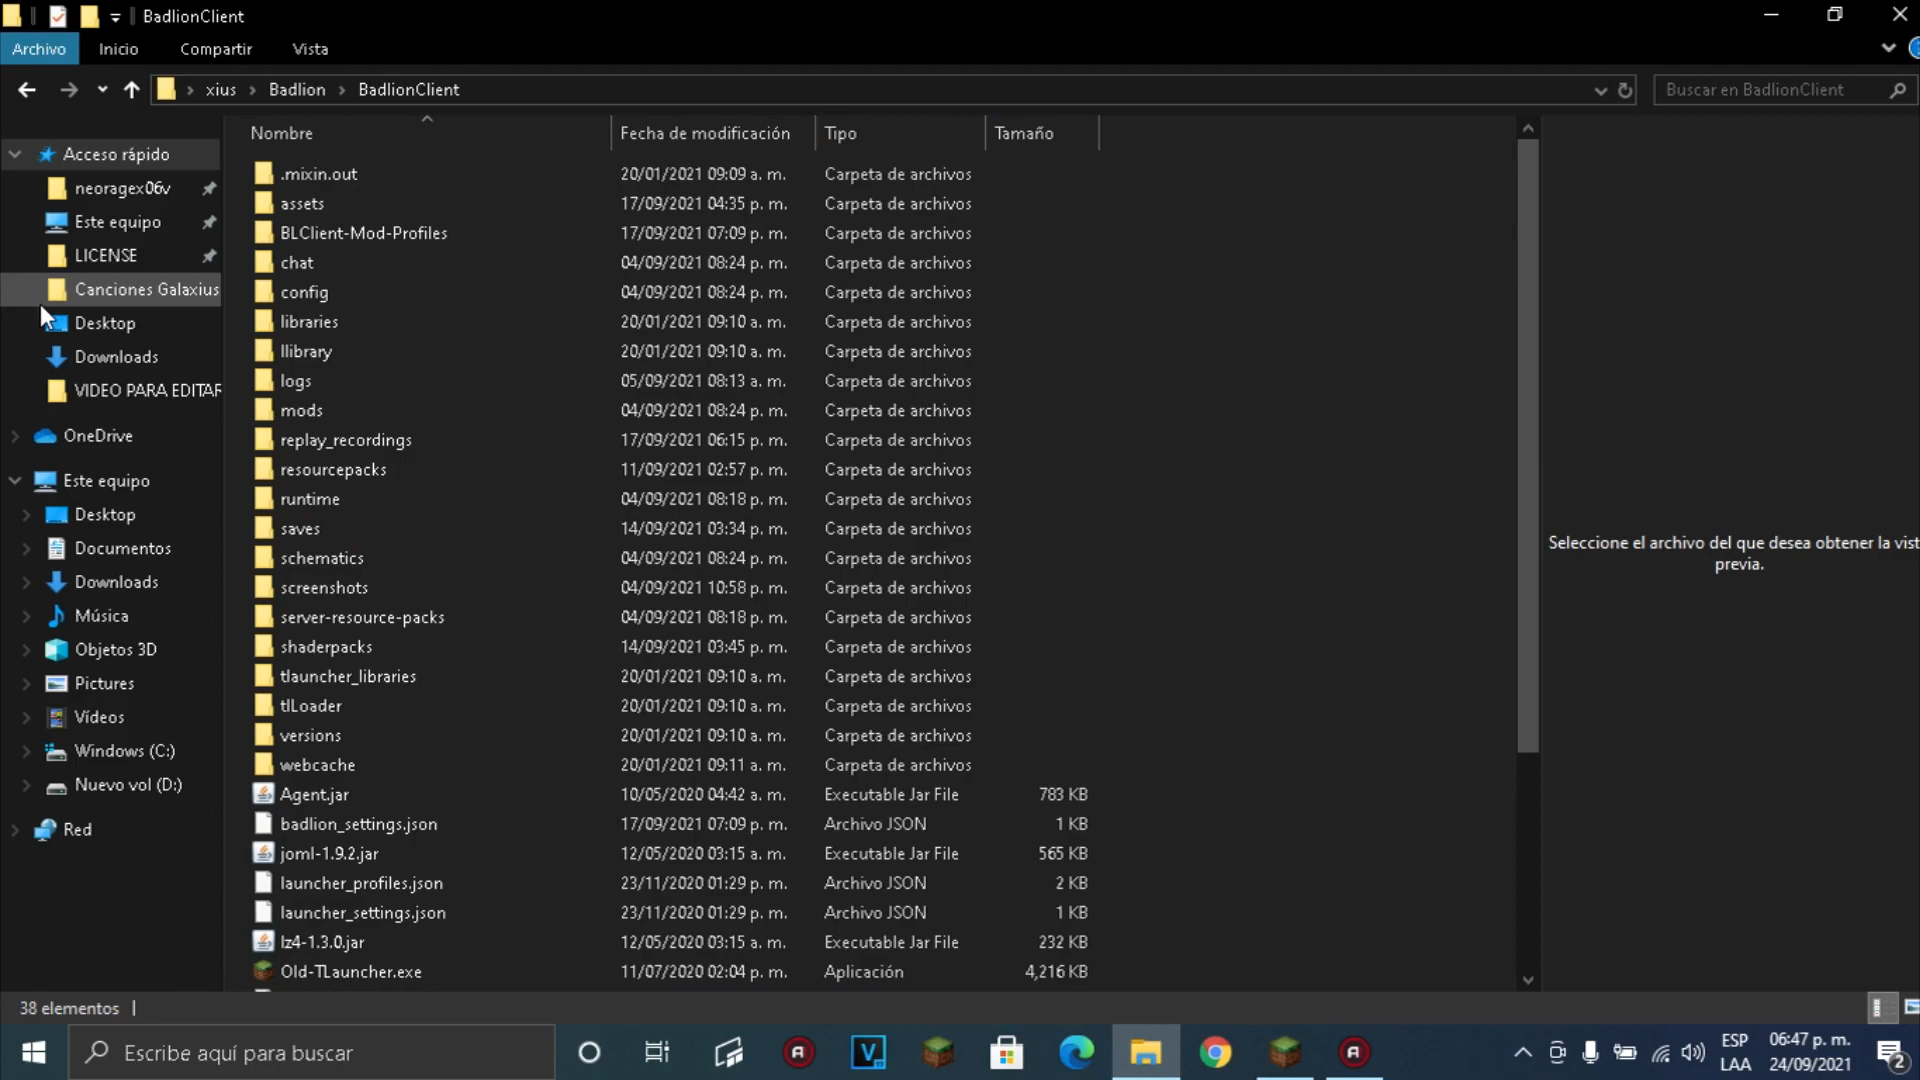 BadlionClient
Archivo Inicio Compartir Vista
xius Badlion BadlionClient Buscar en BadlionClient
Nombre Fecha de modificación Tipo Tamaño
Acceso rápido
neoragex06v
Este equipo
LICENSE
Canciones Galaxius
Desktop
Downloads
VIDEO PARA EDITAR
OneDrive
Este equipo
Desktop
Documentos
Downloads
Música
Objetos 3D
Pictures
Vídeos
Windows (C:)
Nuevo vol (D:)
Red
.mixin.out 20/01/2021 09:09 a. m. Carpeta de archivos
assets 17/09/2021 04:35 p. m. Carpeta de archivos
BLClient-Mod-Profiles 17/09/2021 07:09 p. m. Carpeta de archivos
chat 04/09/2021 08:24 p. m. Carpeta de archivos
config 04/09/2021 08:24 p. m. Carpeta de archivos
libraries 20/01/2021 09:10 a. m. Carpeta de archivos
llibrary 20/01/2021 09:10 a. m. Carpeta de archivos
logs 05/09/2021 08:13 a. m. Carpeta de archivos
mods 04/09/2021 08:24 p. m. Carpeta de archivos
replay_recordings 17/09/2021 06:15 p. m. Carpeta de archivos
resourcepacks 11/09/2021 02:57 p. m. Carpeta de archivos
runtime 04/09/2021 08:18 p. m. Carpeta de archivos
saves 14/09/2021 03:34 p. m. Carpeta de archivos
schematics 04/09/2021 08:24 p. m. Carpeta de archivos
screenshots 04/09/2021 10:58 p. m. Carpeta de archivos
server-resource-packs 04/09/2021 08:18 p. m. Carpeta de archivos
shaderpacks 14/09/2021 03:45 p. m. Carpeta de archivos
tlauncher_libraries 20/01/2021 09:10 a. m. Carpeta de archivos
tlLoader 20/01/2021 09:10 a. m. Carpeta de archivos
versions 20/01/2021 09:10 a. m. Carpeta de archivos
webcache 20/01/2021 09:11 a. m. Carpeta de archivos
Agent.jar 10/05/2020 04:42 a. m. Executable Jar File 783 KB
badlion_settings.json 17/09/2021 07:09 p. m. Archivo JSON 1 KB
joml-1.9.2.jar 12/05/2020 03:15 a. m. Executable Jar File 565 KB
launcher_profiles.json 23/11/2020 01:29 p. m. Archivo JSON 2 KB
launcher_settings.json 23/11/2020 01:29 p. m. Archivo JSON 1 KB
lz4-1.3.0.jar 12/05/2020 03:15 a. m. Executable Jar File 232 KB
Old-TLauncher.exe 11/07/2020 02:04 p. m. Aplicación 4,216 KB
Seleccione el archivo del que desea obtener la vist
previa.
38 elementos
Escribe aquí para buscar
ESP
LAA
06:47 p. m.
24/09/2021
2